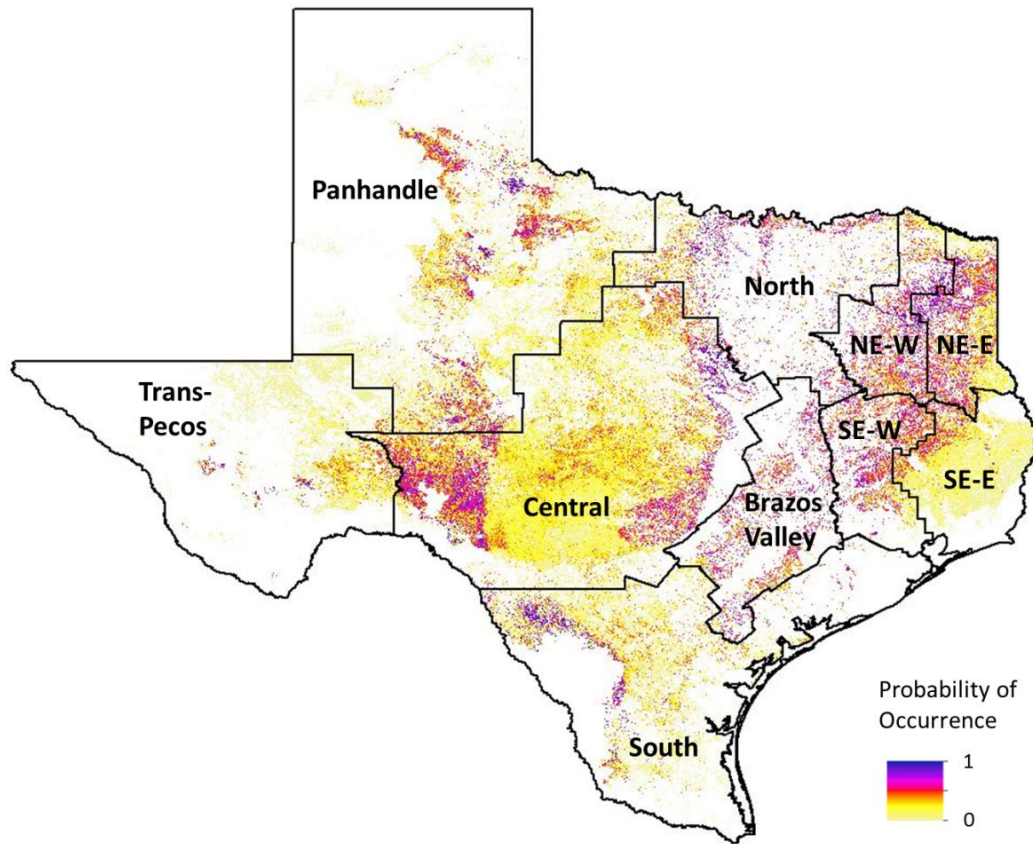 Panhandle
North
NE-W
NE-E
Trans-
Pecos
SE-W
SE-E
Central
Brazos
Valley
South
Probability of
Occurrence
1
0